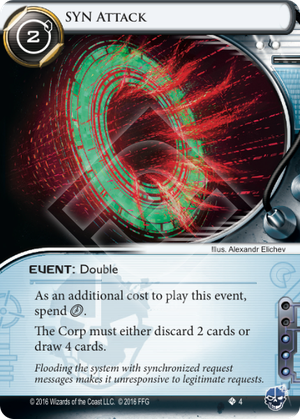 2
SYN Attack
Illus. Alexandr Elichev
EVENT: Double
As an additional cost to play this event,
spend .
The Corp must either discard 2 cards or
draw 4 cards.
Flooding the system with synchronized request
messages makes it unresponsive to legitimate requests.
© 2016 Wizards of the Coast LLC. © 2016 FFG
4